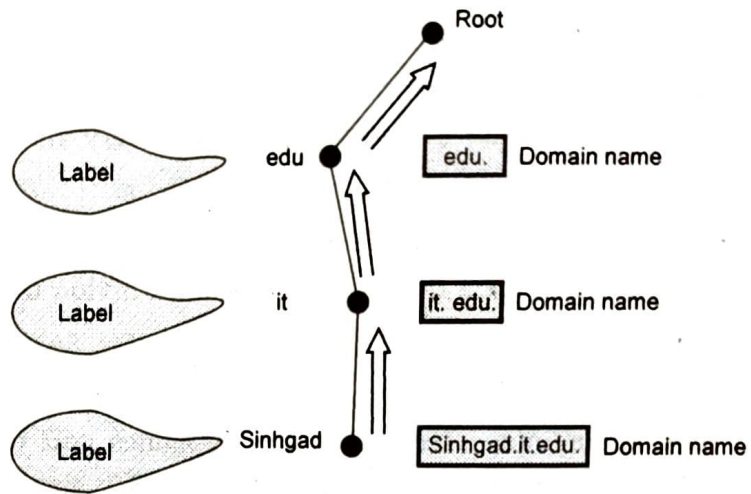 Root
Label edu edu. Domain name
Label it it. edu. Domain name
Label Sinhgad Sinhgad.it.edu. Domain name